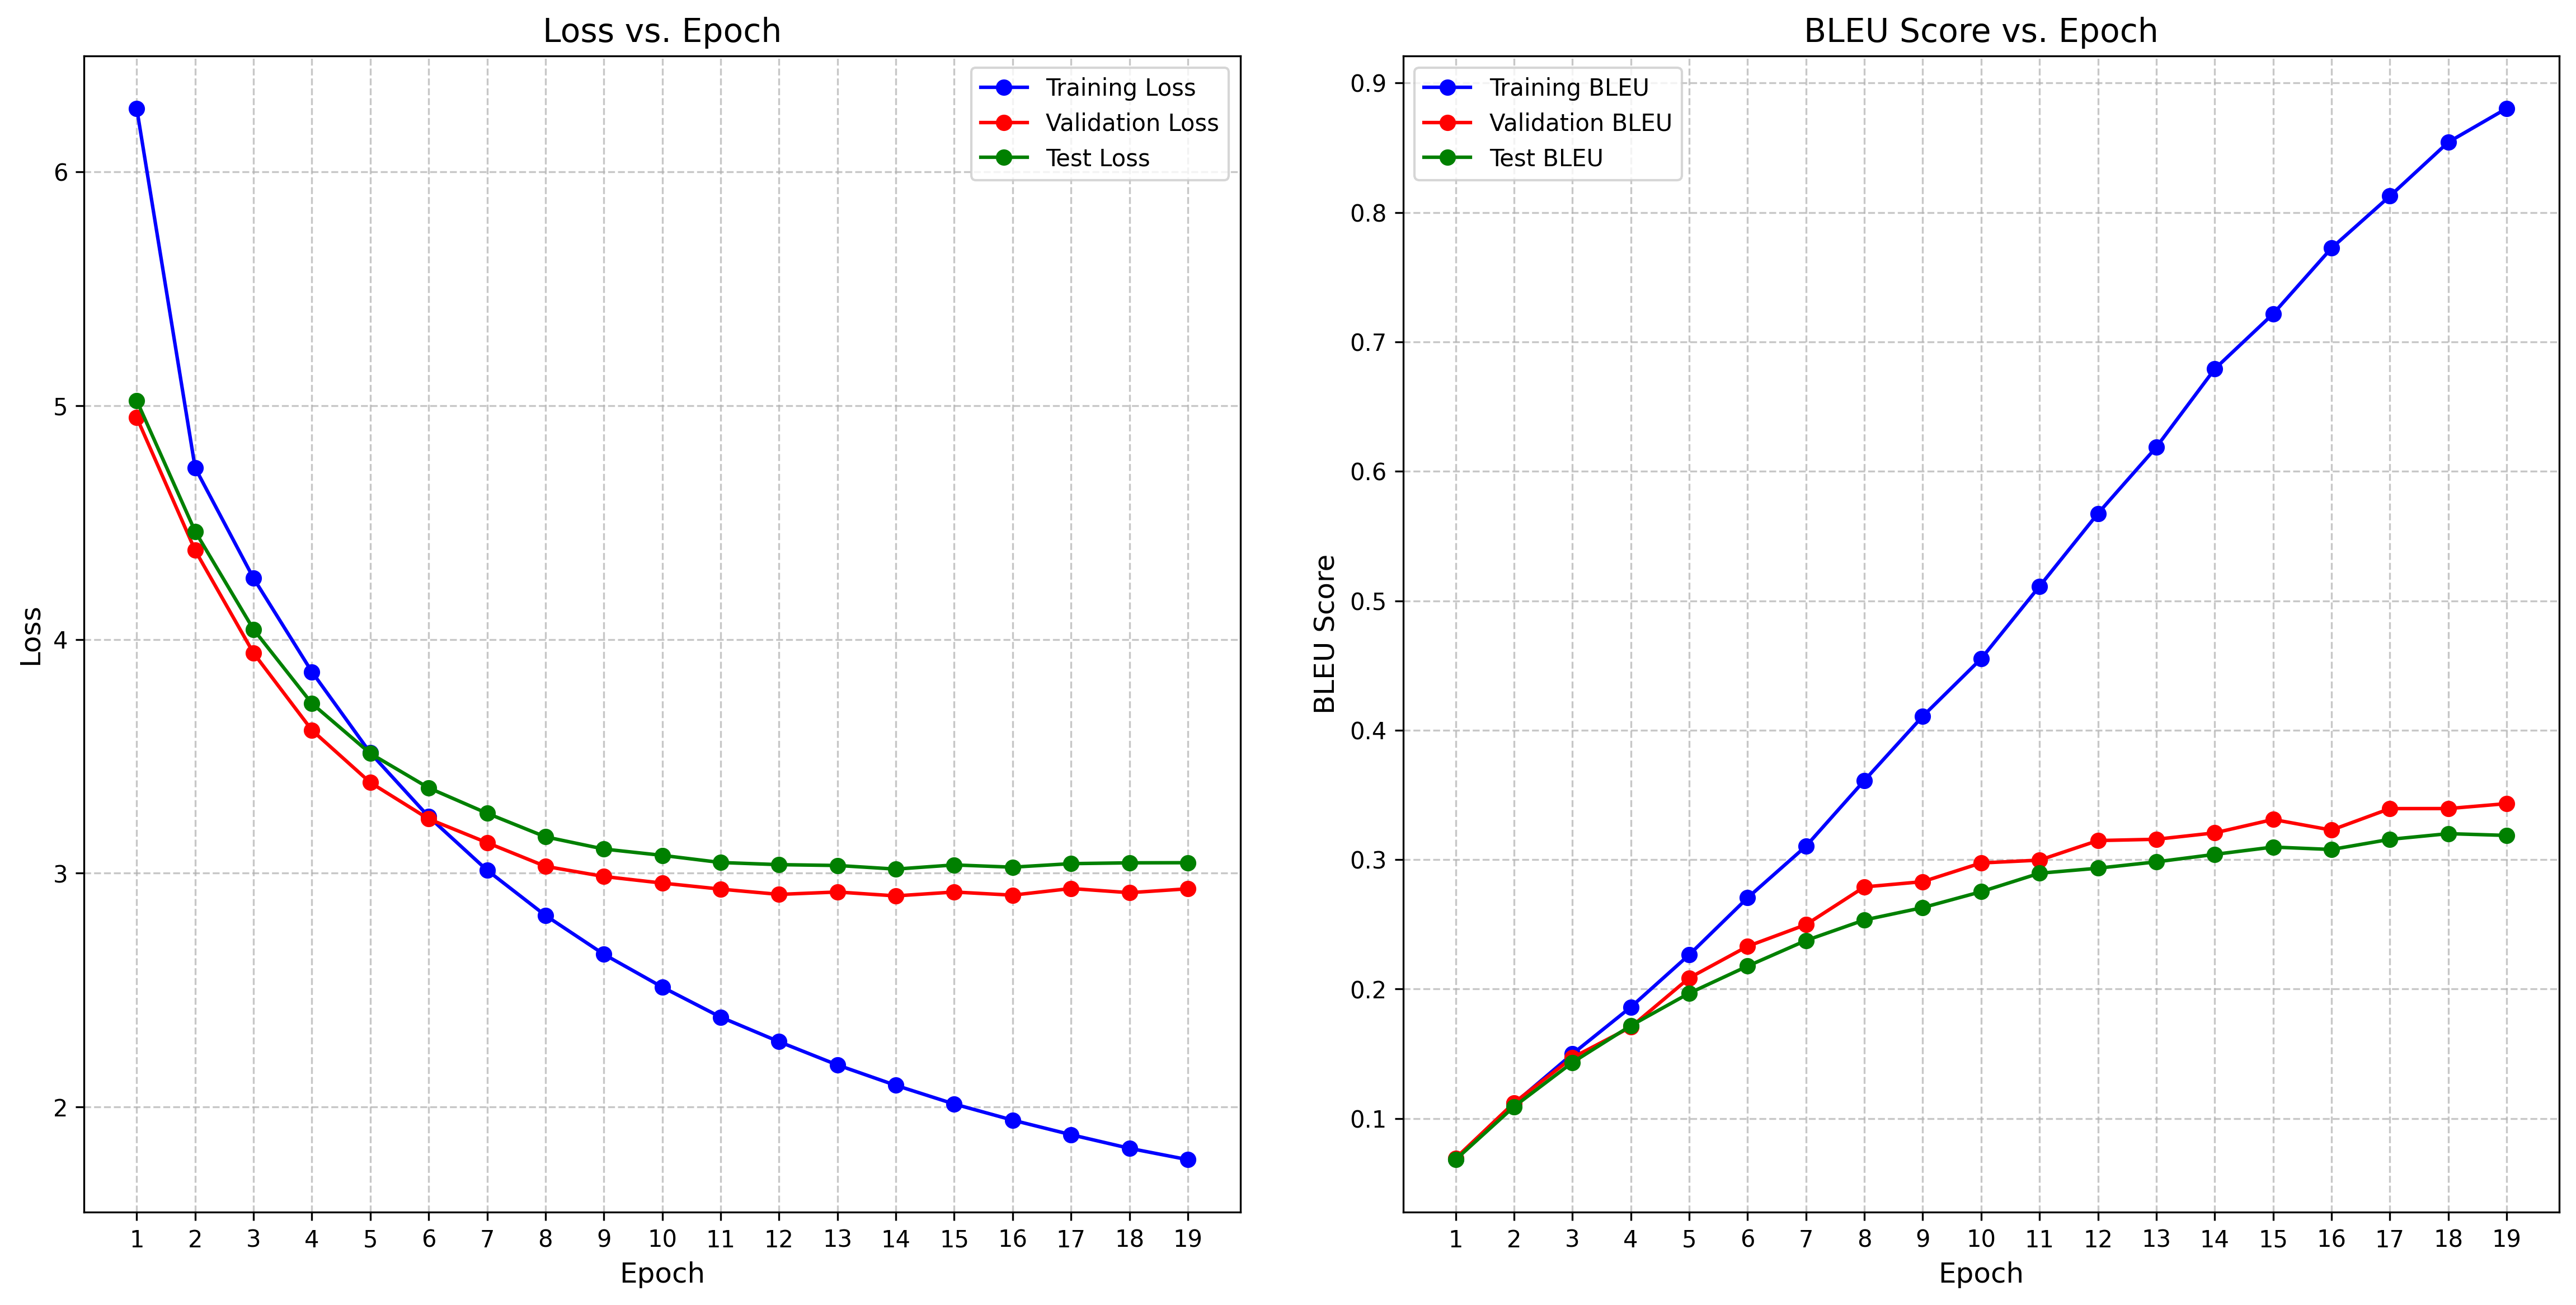 Loss vs. Epoch
Training Loss
Validation Loss
Test Loss
6
5
4
3
2
Loss
1 2 3 4 5 6 7 8 9 10 11 12 13 14 15 16 17 18 19
Epoch
BLEU Score vs. Epoch
Training BLEU
Validation BLEU
Test BLEU
0.9
0.8
0.7
0.6
0.5
0.4
0.3
0.2
0.1
BLEU Score
1 2 3 4 5 6 7 8 9 10 11 12 13 14 15 16 17 18 19
Epoch